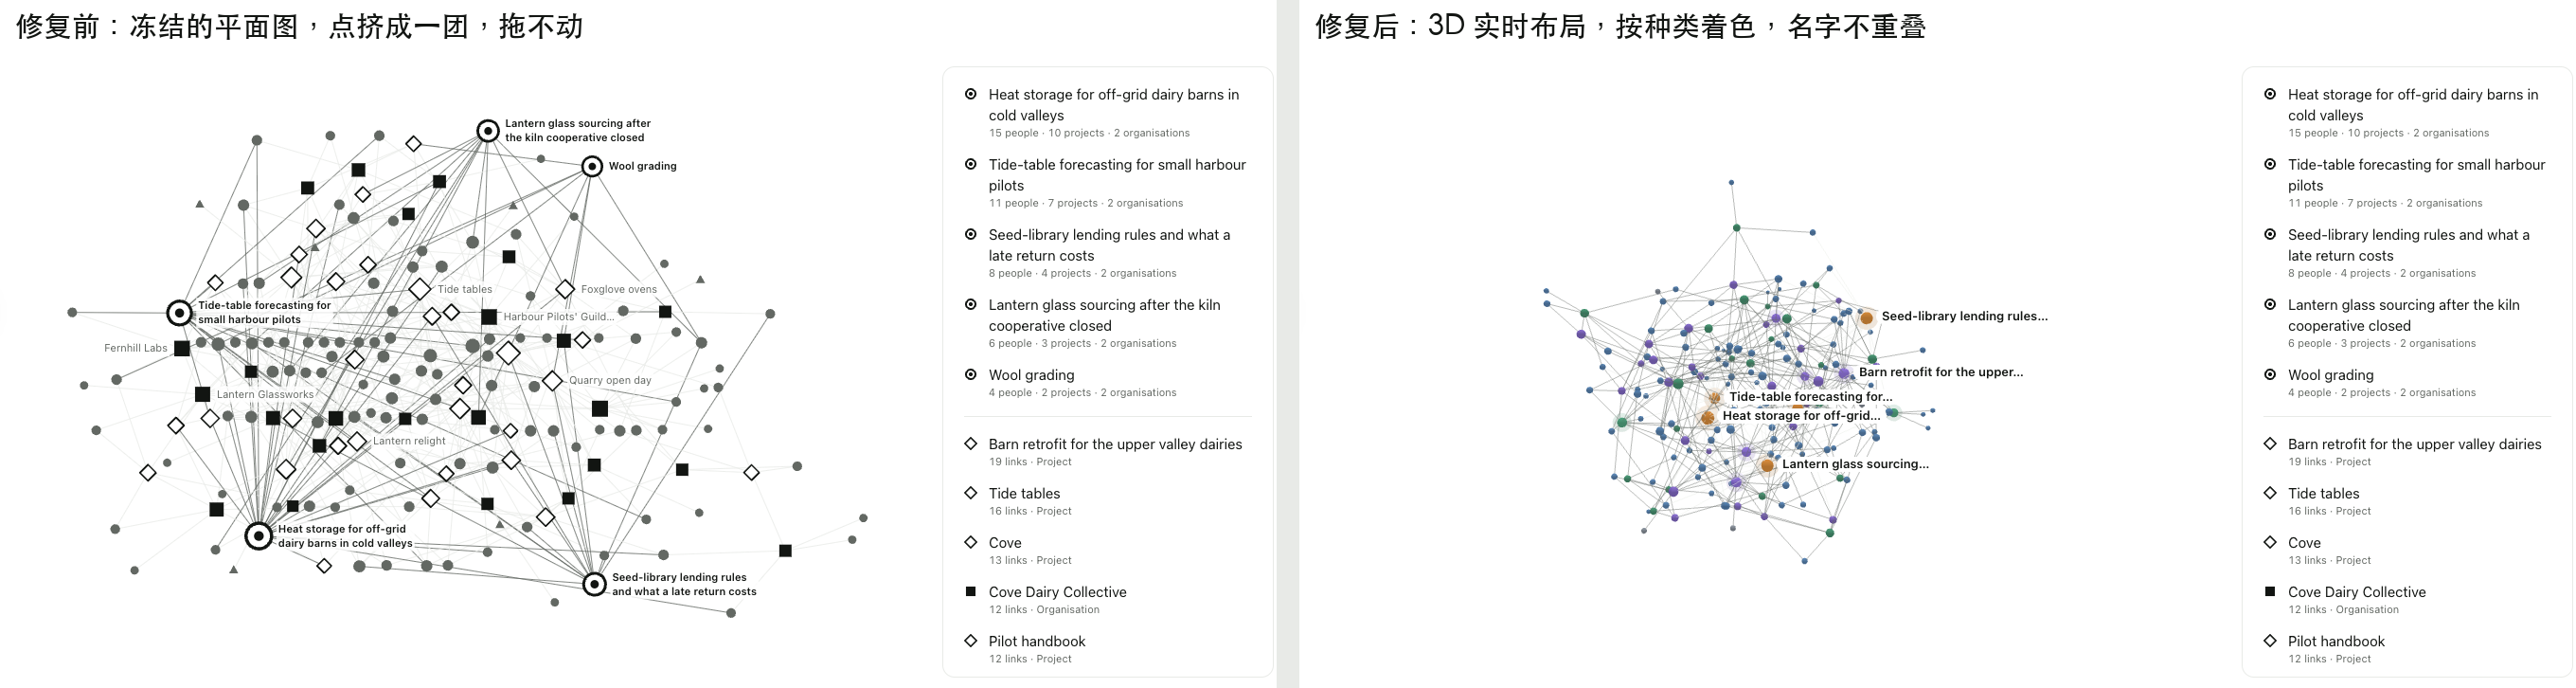 修复前：冻结的平面图，点挤成一团，拖不动
Lantern glass sourcing after
the kiln cooperative closed
Wool grading
Tide tables
Foxglove ovens
Tide-table forecasting for
small harbour pilots
Harbour Pilots' Guild...
Fernhill Labs
Quarry open day
Lantern Glassworks
Lantern relight
Heat storage for off-grid
dairy barns in cold valleys
Seed-library lending rules
and what a late return costs
Heat storage for off-grid dairy barns in
cold valleys
15 people · 10 projects · 2 organisations
Tide-table forecasting for small harbour
pilots
11 people · 7 projects · 2 organisations
Seed-library lending rules and what a
late return costs
8 people · 4 projects · 2 organisations
Lantern glass sourcing after the kiln
cooperative closed
6 people · 3 projects · 2 organisations
Wool grading
4 people · 2 projects · 2 organisations
Barn retrofit for the upper valley dairies
19 links · Project
Tide tables
16 links · Project
Cove
13 links · Project
Cove Dairy Collective
12 links · Organisation
Pilot handbook
12 links · Project
修复后：3D 实时布局，按种类着色，名字不重叠
Seed-library lending rules...
Barn retrofit for the upper...
Tide-table forecasting for...
Heat storage for off-grid...
Lantern glass sourcing...
Heat storage for off-grid dairy barns in
cold valleys
15 people · 10 projects · 2 organisations
Tide-table forecasting for small harbour
pilots
11 people · 7 projects · 2 organisations
Seed-library lending rules and what a
late return costs
8 people · 4 projects · 2 organisations
Lantern glass sourcing after the kiln
cooperative closed
6 people · 3 projects · 2 organisations
Wool grading
4 people · 2 projects · 2 organisations
Barn retrofit for the upper valley dairies
19 links · Project
Tide tables
16 links · Project
Cove
13 links · Project
Cove Dairy Collective
12 links · Organisation
Pilot handbook
12 links · Project